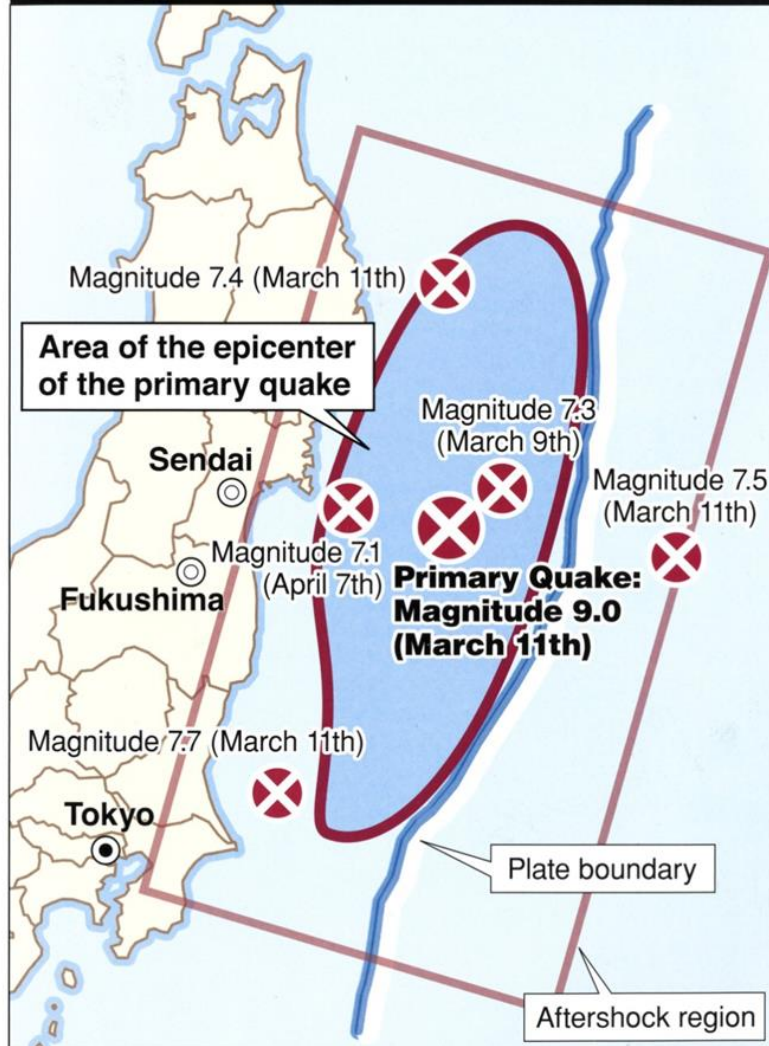 Magnitude 7.4 (March 11th)
Area of the epicenter
of the primary quake
Magnitude 7.3
(March 9th)
Sendai
Magnitude 7.5
(March 11th)
Magnitude 7.1
(April 7th)
Fukushima
Primary Quake:
Magnitude 9.0
(March 11th)
Magnitude 7.7 (March 11th)
Tokyo
Plate boundary
Aftershock region